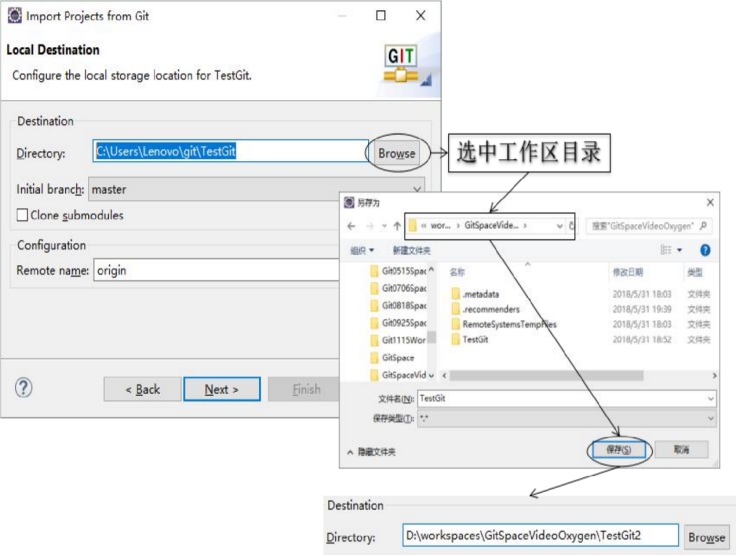 Import Projects from Git
Local Destination
Configure the local storage location for TestGit.
GIT
Destination
Directory: C:\Users\Lenovo\git\TestGit Browse
选中工作区目录
Initial branch: master
Clone submodules
Configuration
Remote name: origin
< Back Next > Finish
另存为
« wor... › GitSpaceVide... › 搜索"GitSpaceVideoOxygen"
组织 新建文件夹
Git0515Spac 名称 修改日期 类型
Git0706Spac .metadata 2018/5/31 18:03 文件夹
Git0818Spac .recommenders 2018/5/31 19:39 文件夹
Git0925Spac RemoteSystemsTempFiles 2018/5/31 18:03 文件夹
Git1115Wor TestGit 2018/5/31 18:52 文件夹
GitSpace
GitSpaceVid
文件名(N): TestGit
保存类型(T): *.*
隐藏文件夹 保存(S) 取消
Destination
Directory: D:\workspaces\GitSpaceVideoOxygen\TestGit2 Browse